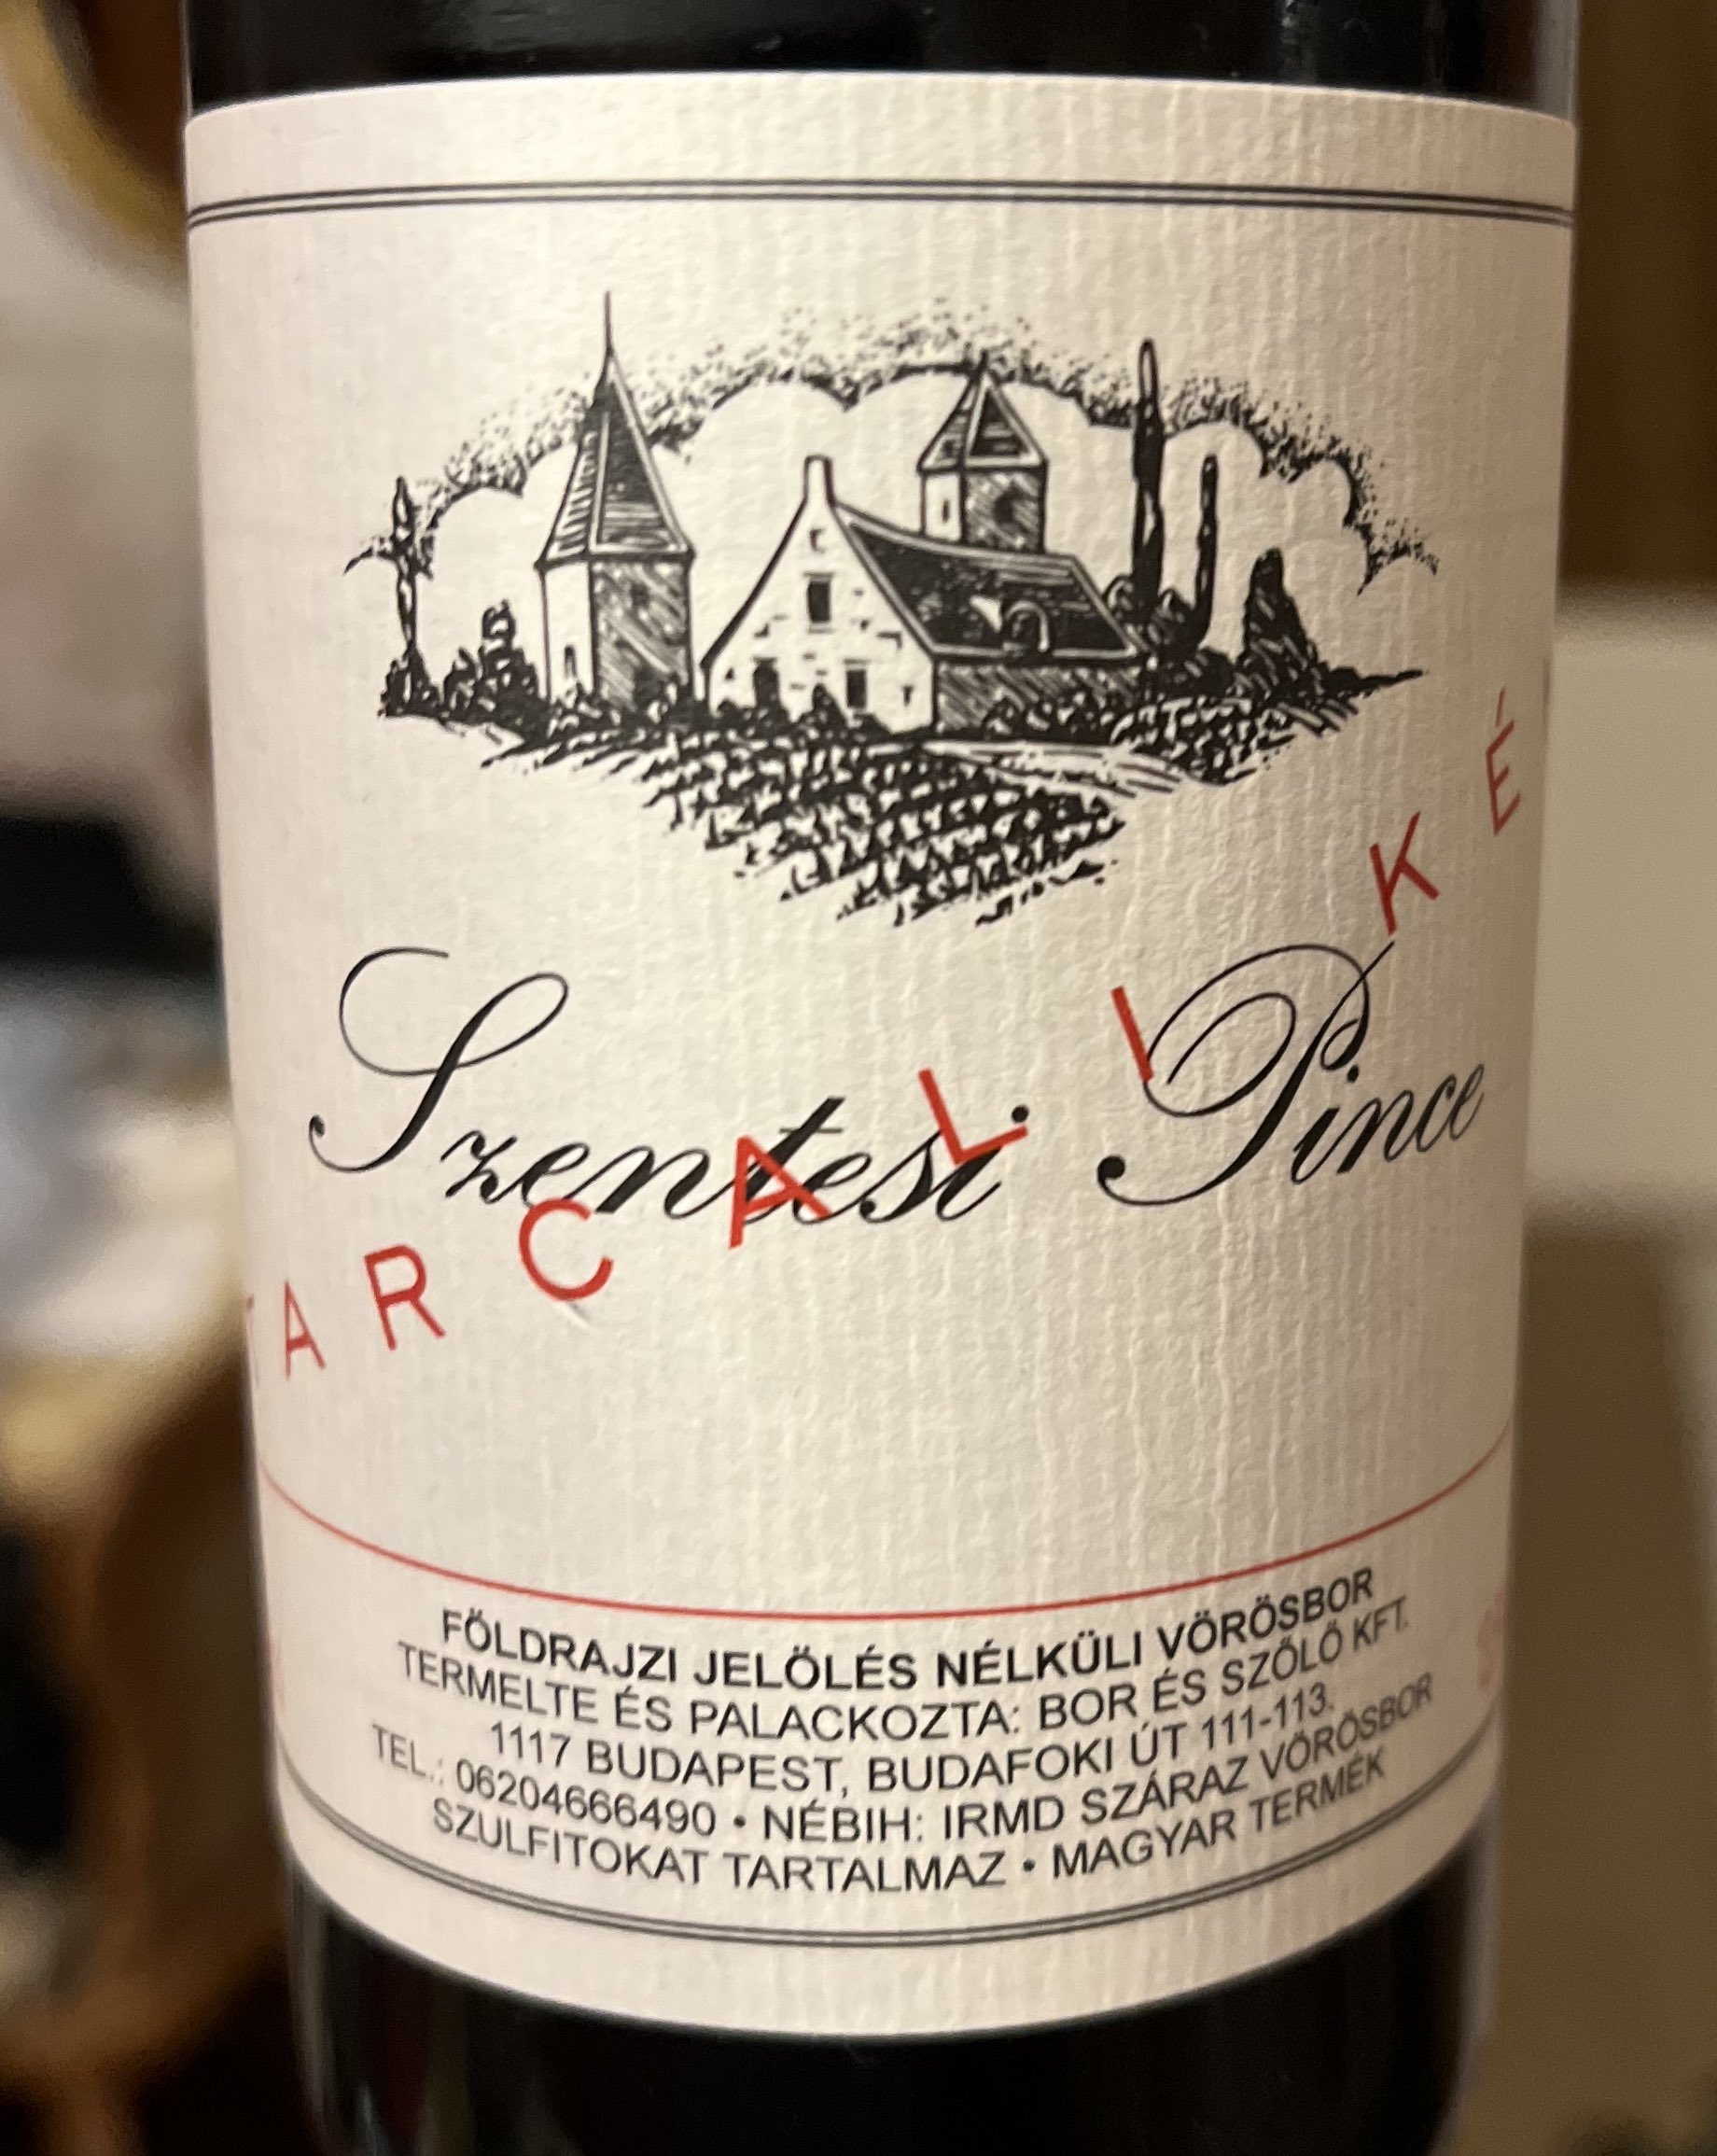 Szentesi Pince
TARCALI KÉ
FÖLDRAJZI JELÖLÉS NÉLKÜLI VÖRÖSBOR
TERMELTE ÉS PALACKOZTA: BOR ÉS SZŐLŐ KFT.
1117 BUDAPEST, BUDAFOKI ÚT 111-113.
TEL.: 06204666490 • NÉBIH: IRMD SZÁRAZ VÖRÖSBOR
SZULFITOKAT TARTALMAZ • MAGYAR TERMÉK